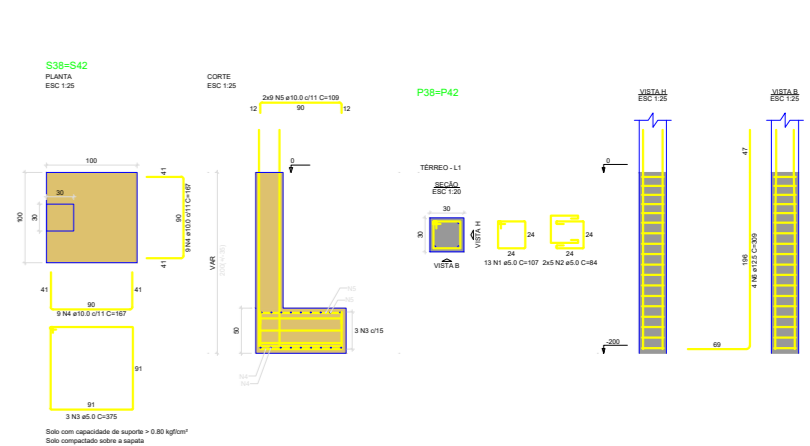 S38=S42
PLANTA
ESC 1:25
CORTE
ESC 1:25
2x9 N5 ø10.0 c/11 C=109
12
90
12
P38=P42
VISTA H
ESC 1:25
VISTA B
ESC 1:25
100
41
30
100
30
90
9 N4 ø10.0 c/11 C=167
41
41
41
90
9 N4 ø10.0 c/11 C=167
91
91
3 N3 ø5.0 C=375
0
VAR
50
N5
N5
3 N3 c/15
N4
N4
TÉRREO - L1
SEÇÃO
ESC 1:20
30
30
VISTA H
VISTA B
24
24
13 N1 ø5.0 C=107
24
24
2x5 N2 ø5.0 C=84
0
-200
47
196
4 N6 ø12.5 C=309
69
Solo com capacidade de suporte > 0.80 kgf/cm²
Solo compactado sobre a sapata